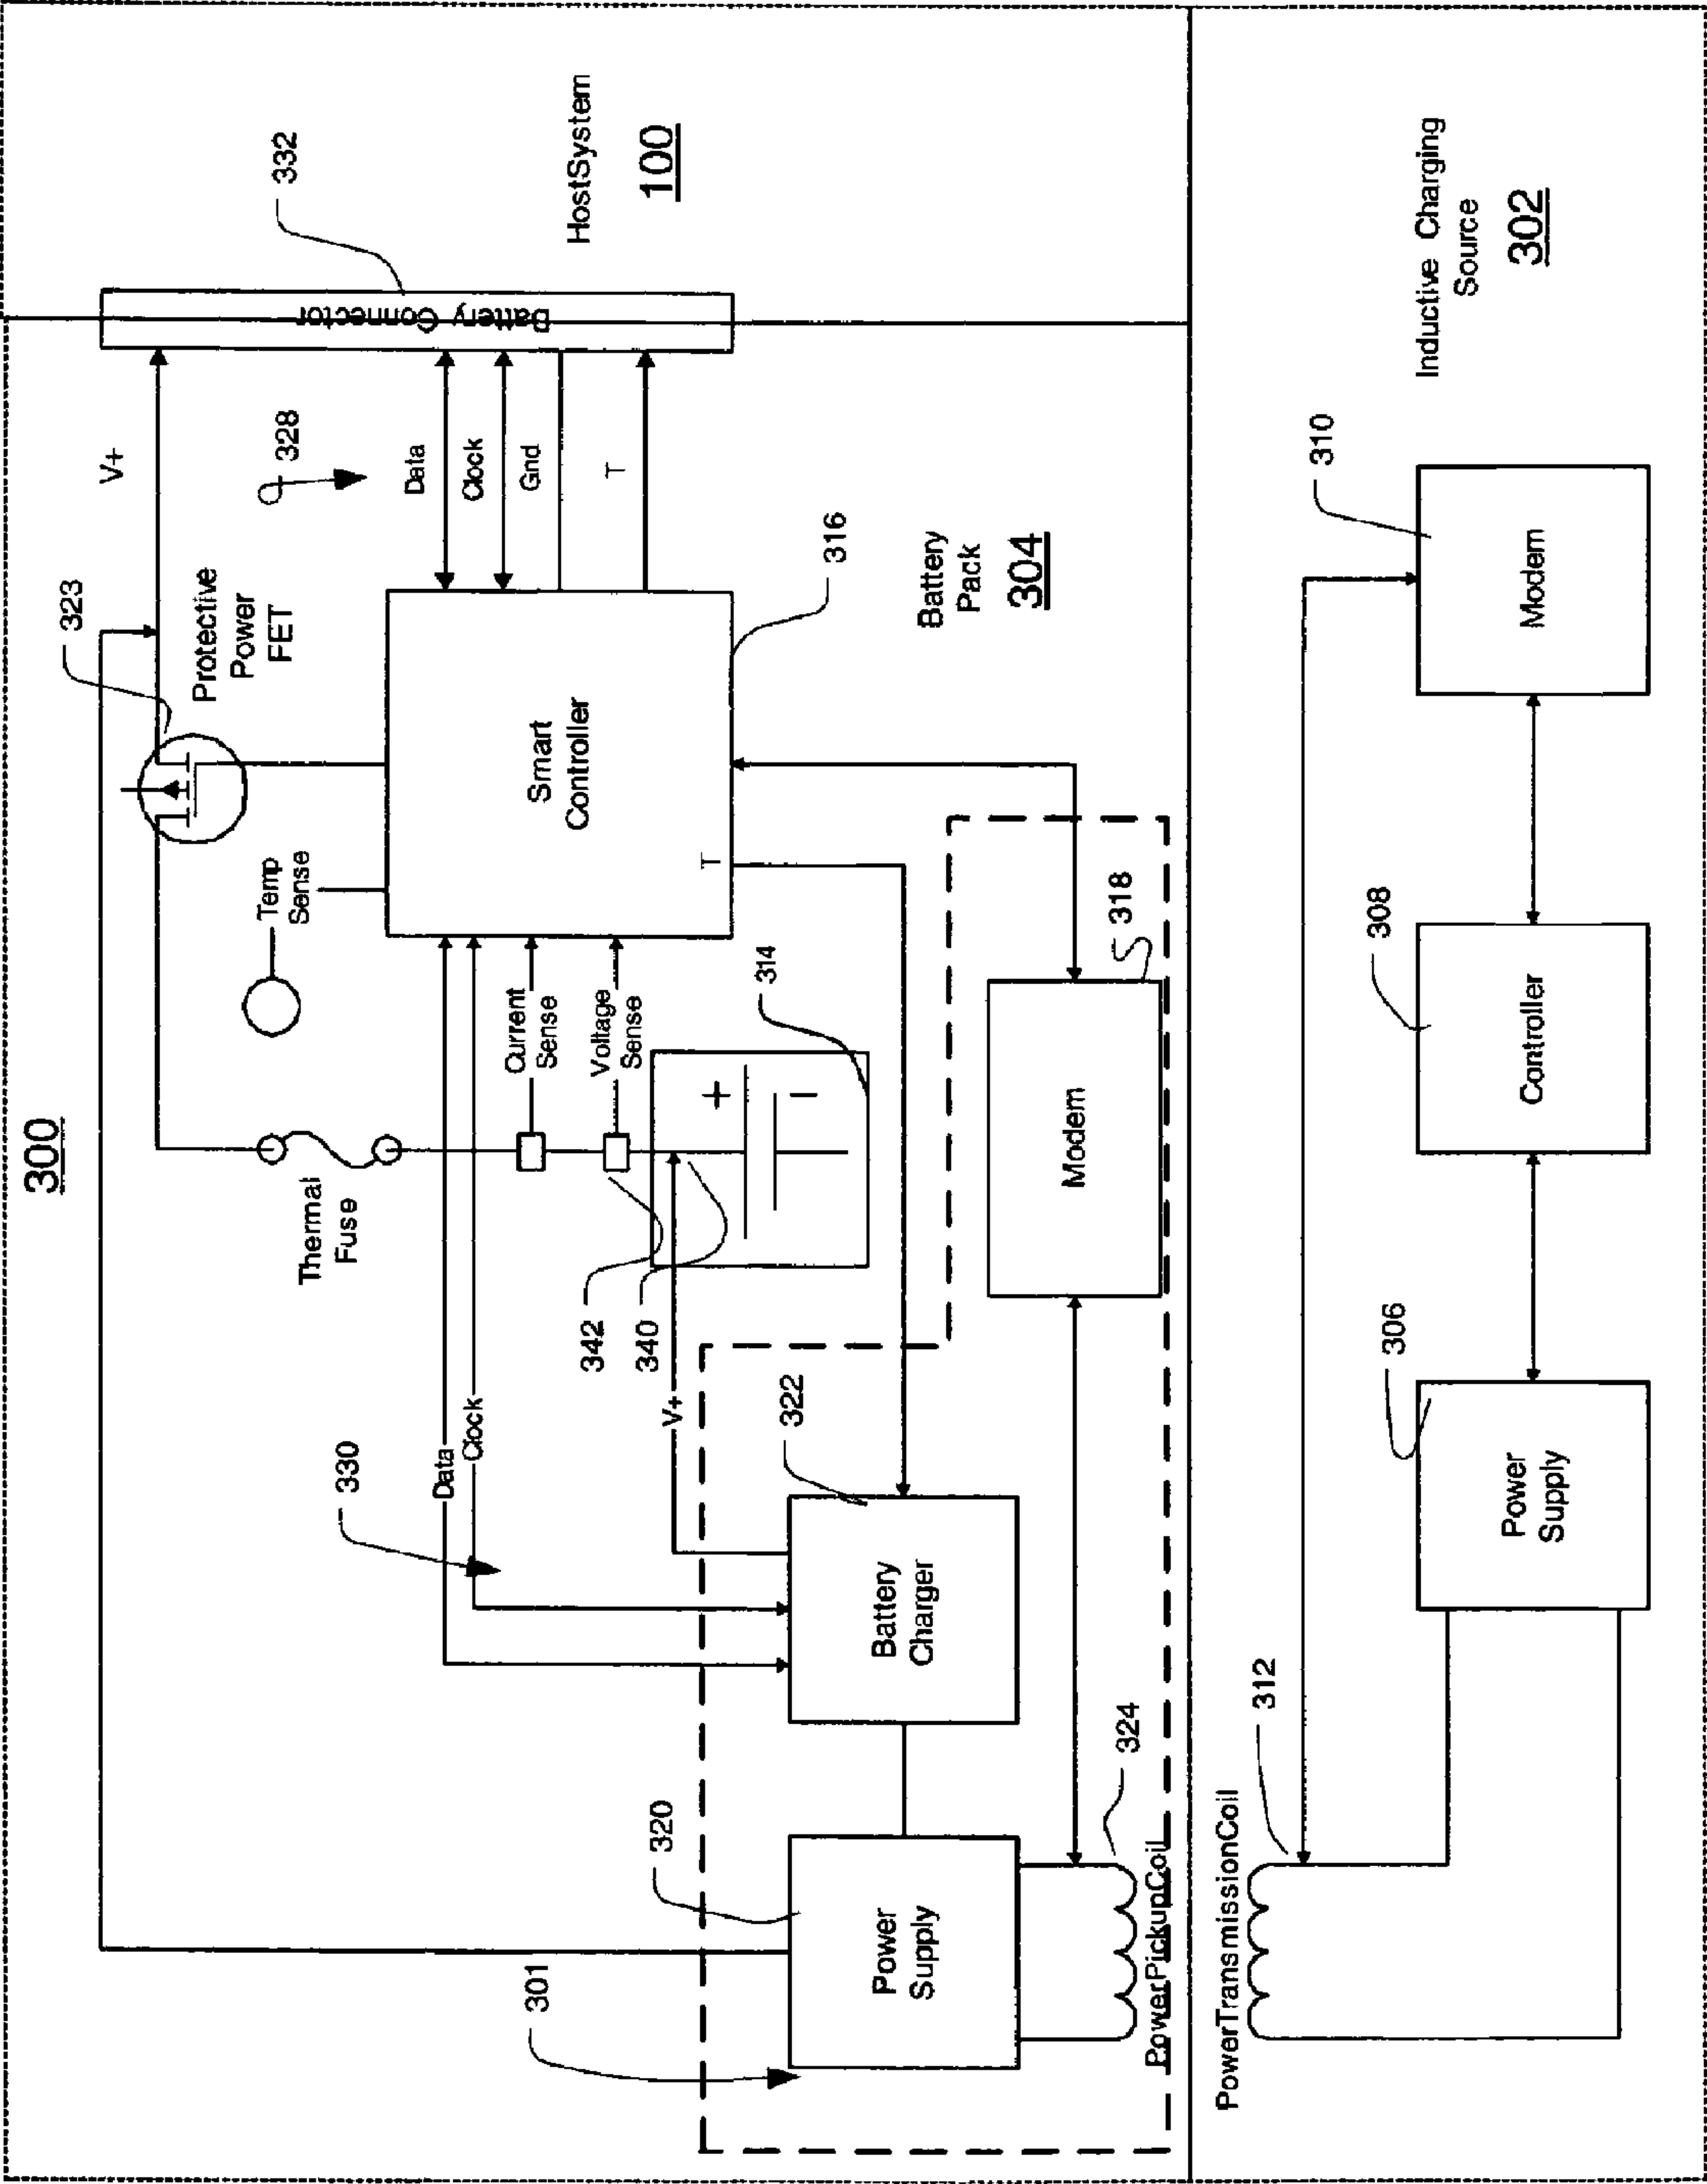 300
V+
323
Protective
Power
FET
328
332
HostSystem
100
Battery Connector
Data
Clock
Gnd
T
Temp
Sense
Thermal
Fuse
Current
Sense
Voltage
Sense
342
340
+
−
314
Smart
Controller
T
316
Battery
Pack
304
330
Data
Clock
V+
322
Battery
Charger
320
Power
Supply
301
324
PowerPickupCoil
318
Modem
PowerTransmissionCoil
312
306
Power
Supply
308
Controller
310
Modem
Inductive Charging
Source
302